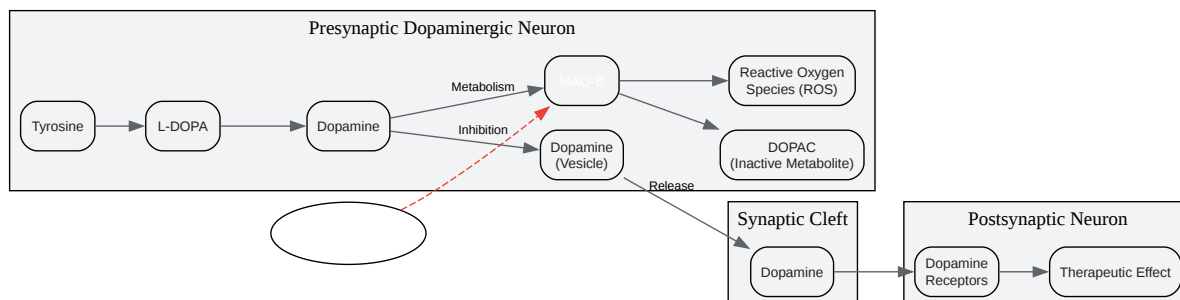 Presynaptic Dopaminergic Neuron
Tyrosine
L-DOPA
Dopamine
Metabolism
MAO-B
Reactive Oxygen
Species (ROS)
Inhibition
Dopamine
(Vesicle)
DOPAC
(Inactive Metabolite)
Release
Synaptic Cleft
Dopamine
Postsynaptic Neuron
Dopamine
Receptors
Therapeutic Effect